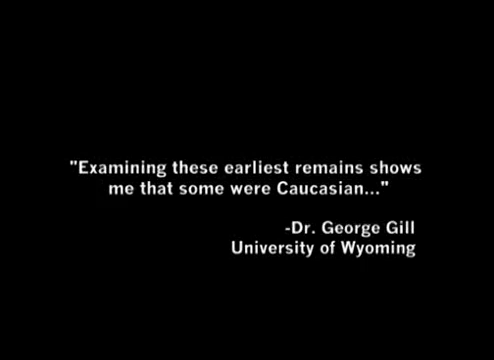 "Examining these earliest remains shows
me that some were Caucasian..."
-Dr. George Gill
University of Wyoming